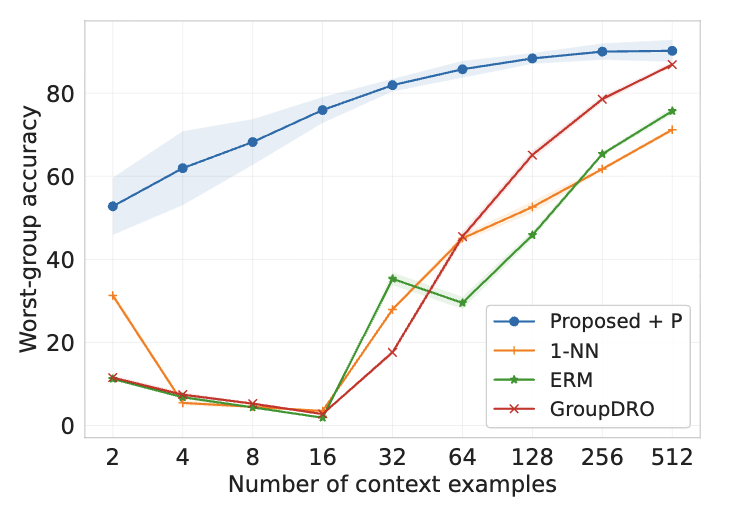 Worst-group accuracy
80
60
40
20
0
2 4 8 16 32 64 128 256 512
Number of context examples
Proposed + P
1-NN
ERM
GroupDRO